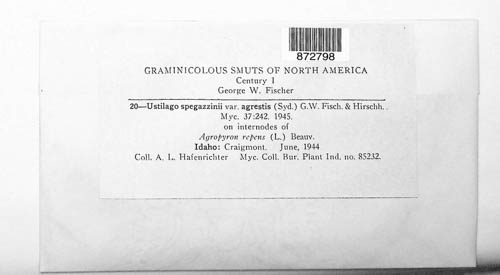 872798
GRAMINICOLOUS SMUTS OF NORTH AMERICA
Century I
George W. Fischer
20—Ustilago spegazzinii var. agrestis (Syd.) G.W. Fisch. & Hirschh.
Myc. 37:242. 1945.
on internodes of
Agropyron repens (L.) Beauv.
Idaho: Craigmont. June, 1944
Coll. A. L. Hafenrichter Myc. Coll. Bur. Plant Ind. no. 85232.